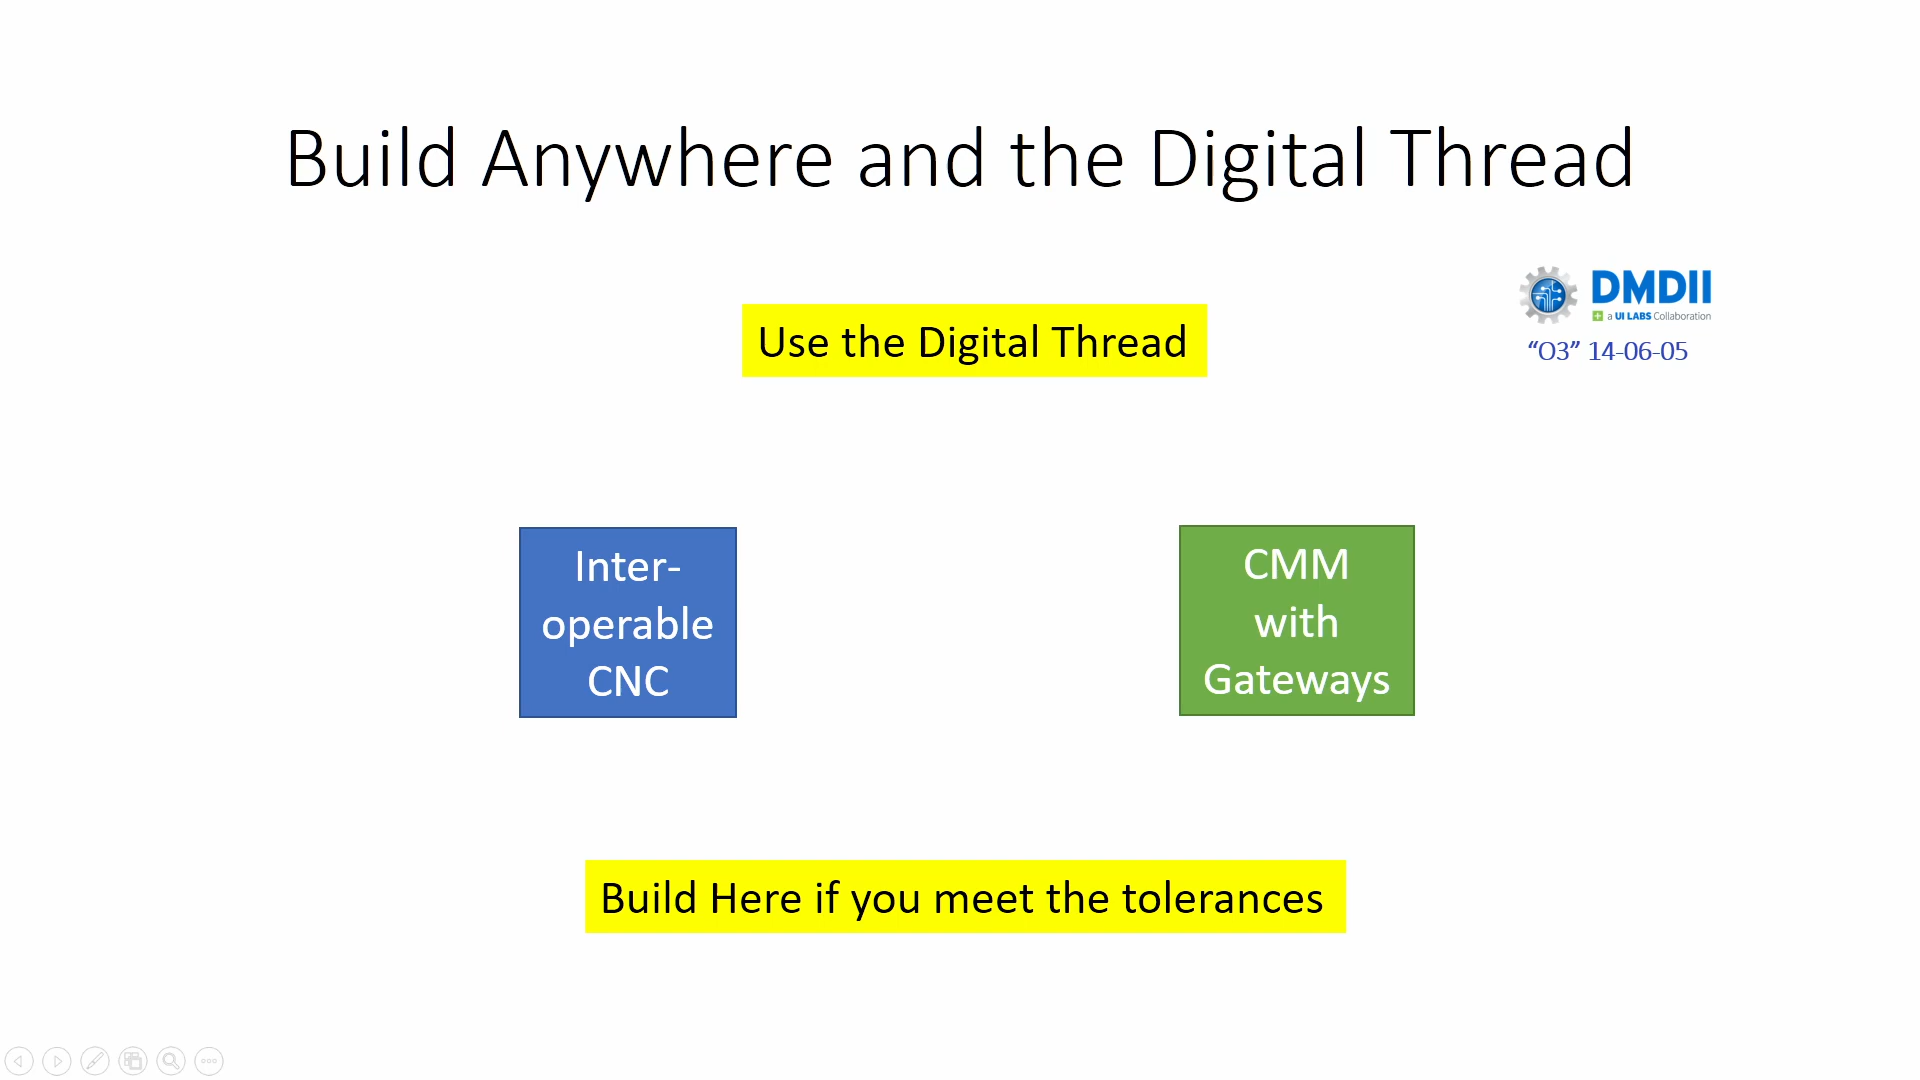 Build Anywhere and the Digital Thread
DMDII
a UI LABS Collaboration
“O3” 14-06-05
Use the Digital Thread
Inter-
operable
CNC
CMM
with
Gateways
Build Here if you meet the tolerances